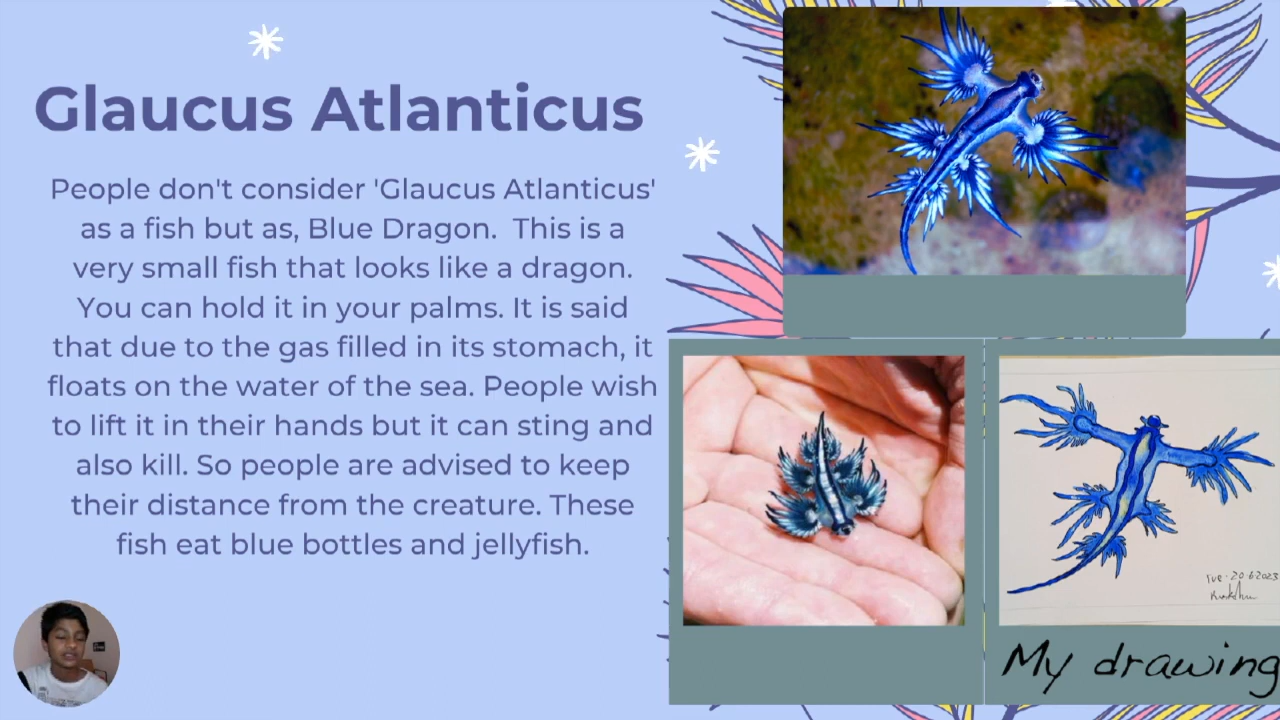 Glaucus Atlanticus
People don't consider 'Glaucus Atlanticus'
as a fish but as, Blue Dragon.  This is a
very small fish that looks like a dragon.
You can hold it in your palms. It is said
that due to the gas filled in its stomach, it
floats on the water of the sea. People wish
to lift it in their hands but it can sting and
also kill. So people are advised to keep
their distance from the creature. These
fish eat blue bottles and jellyfish.
Tue-20-6-2023
My drawing